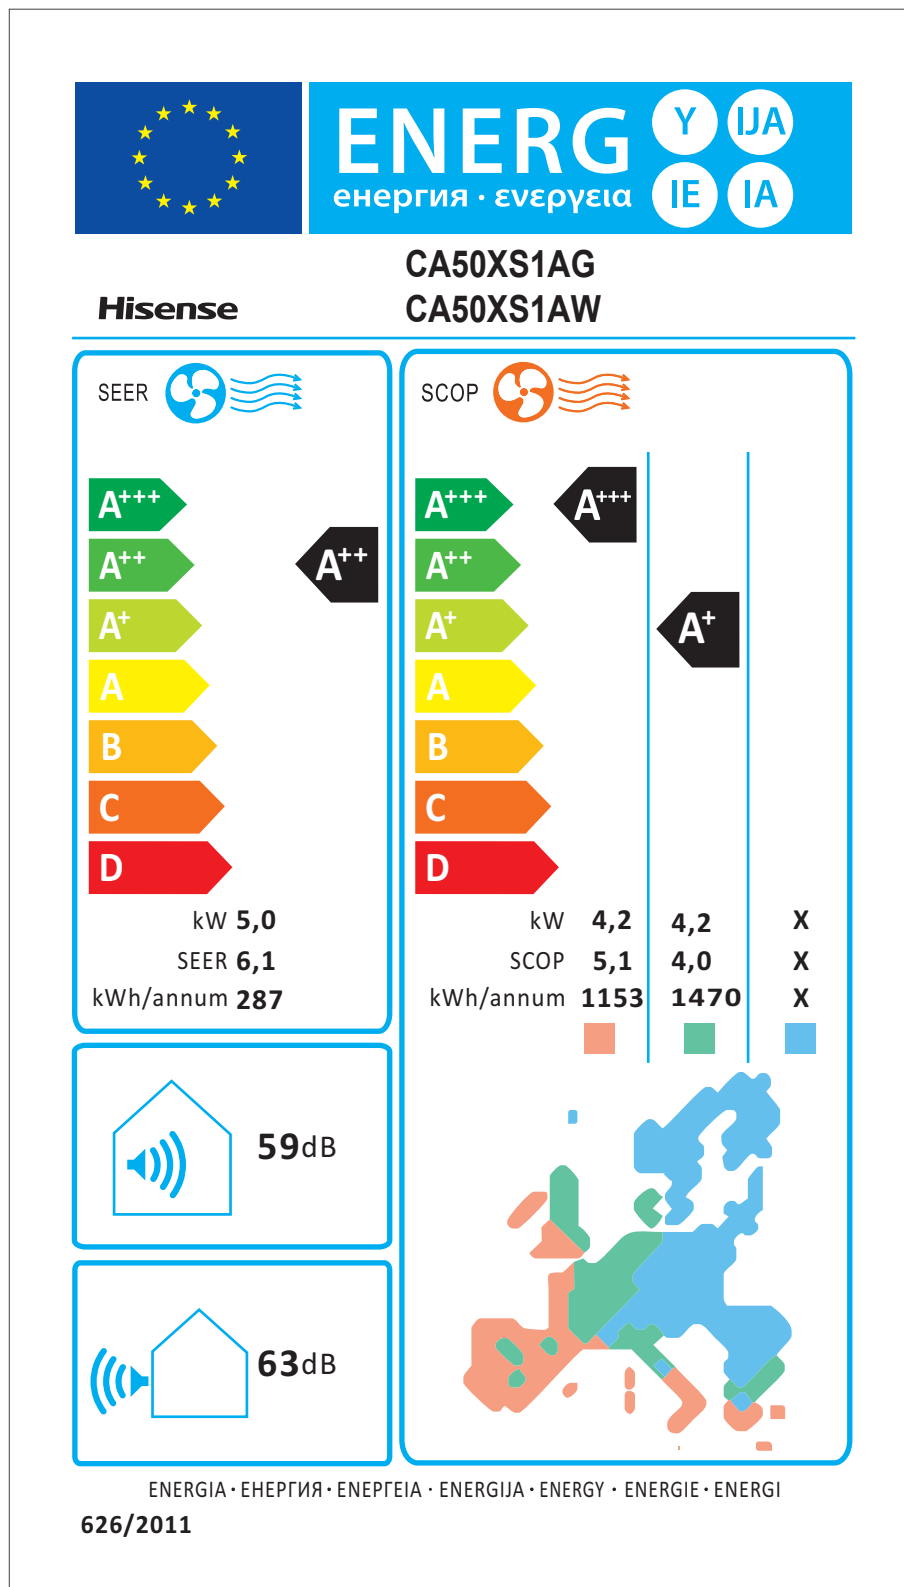 ENERG
енергия · ενεργεια
Y IJA
IE IA
CA50XS1AG
Hisense CA50XS1AW
SEER
A+++
A++
A+
A
B
C
D
A++
kW 5,0
SEER 6,1
kWh/annum 287
SCOP
A+++
A++
A+
A
B
C
D
A+++
A+
kW 4,2 4,2 X
SCOP 5,1 4,0 X
kWh/annum 1153 1470 X
59dB
63dB
ENERGIA · ЕНЕРГИЯ · ΕΝΕΡΓΕΙΑ · ENERGIJA · ENERGY · ENERGIE · ENERGI
626/2011